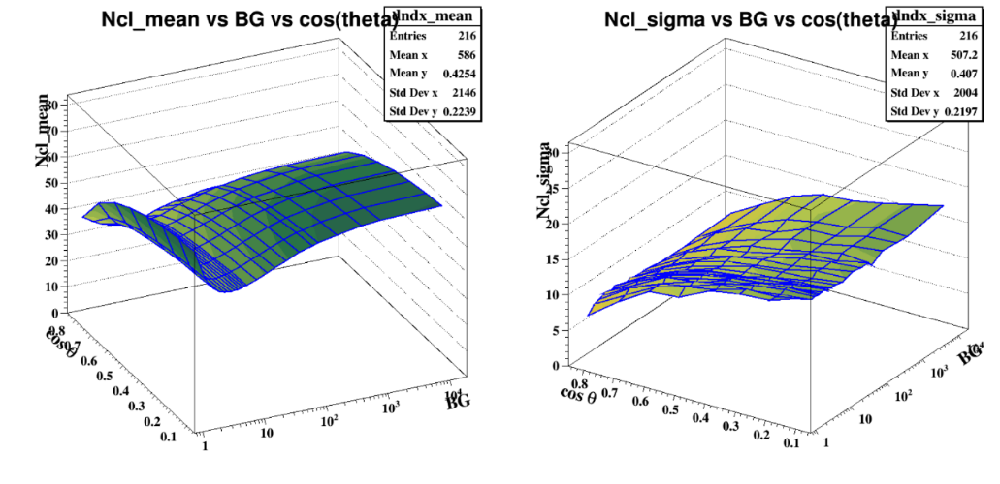 Ncl_mean vs BG vs cos(theta)
dndx_mean
Entries 216
Mean x 586
Mean y 0.4254
Std Dev x 2146
Std Dev y 0.2239
Ncl_mean
80
70
60
50
40
30
20
10
0
cos θ
0.8
0.7
0.6
0.5
0.4
0.3
0.2
0.1
1
10
10²
10³
10⁴
BG
Ncl_sigma vs BG vs cos(theta)
dndx_sigma
Entries 216
Mean x 507.2
Mean y 0.407
Std Dev x 2004
Std Dev y 0.2197
Ncl_sigma
30
25
20
15
10
5
0
0.8
0.7
0.6
0.5
0.4
0.3
0.2
0.1
cos θ
1
10
10²
10³
10⁴
BG